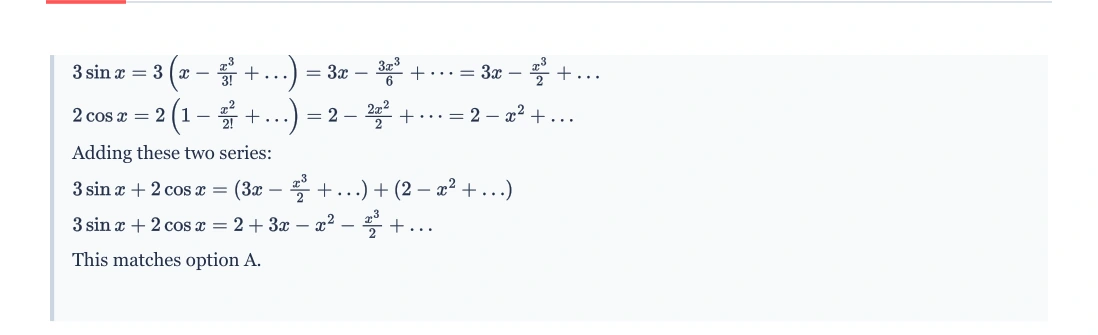 3 sin x = 3 (x − x³/3! + …) = 3x − 3x³/6 + ⋯ = 3x − x³/2 + …
2 cos x = 2 (1 − x²/2! + …) = 2 − 2x²/2 + ⋯ = 2 − x² + …
Adding these two series:
3 sin x + 2 cos x = (3x − x³/2 + …) + (2 − x² + …)
3 sin x + 2 cos x = 2 + 3x − x² − x³/2 + …
This matches option A.